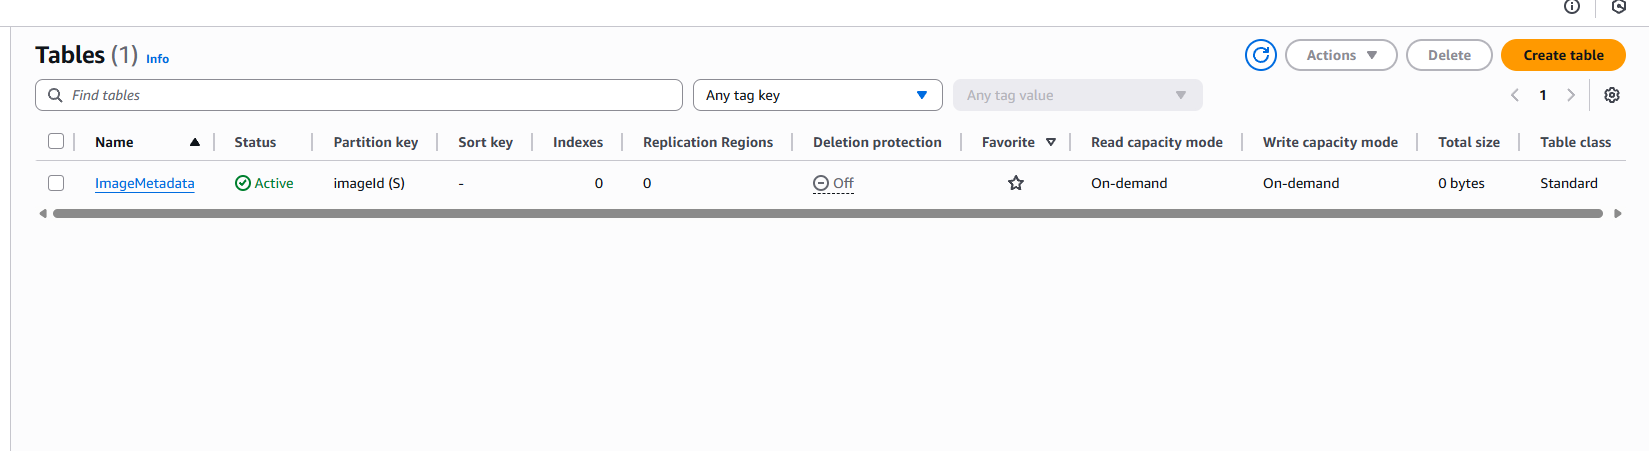 Tables (1) Info
Actions Delete Create table
Find tables Any tag key Any tag value 1
Name Status Partition key Sort key Indexes Replication Regions Deletion protection Favorite Read capacity mode Write capacity mode Total size Table class
ImageMetadata Active imageId (S) - 0 0 Off On-demand On-demand 0 bytes Standard